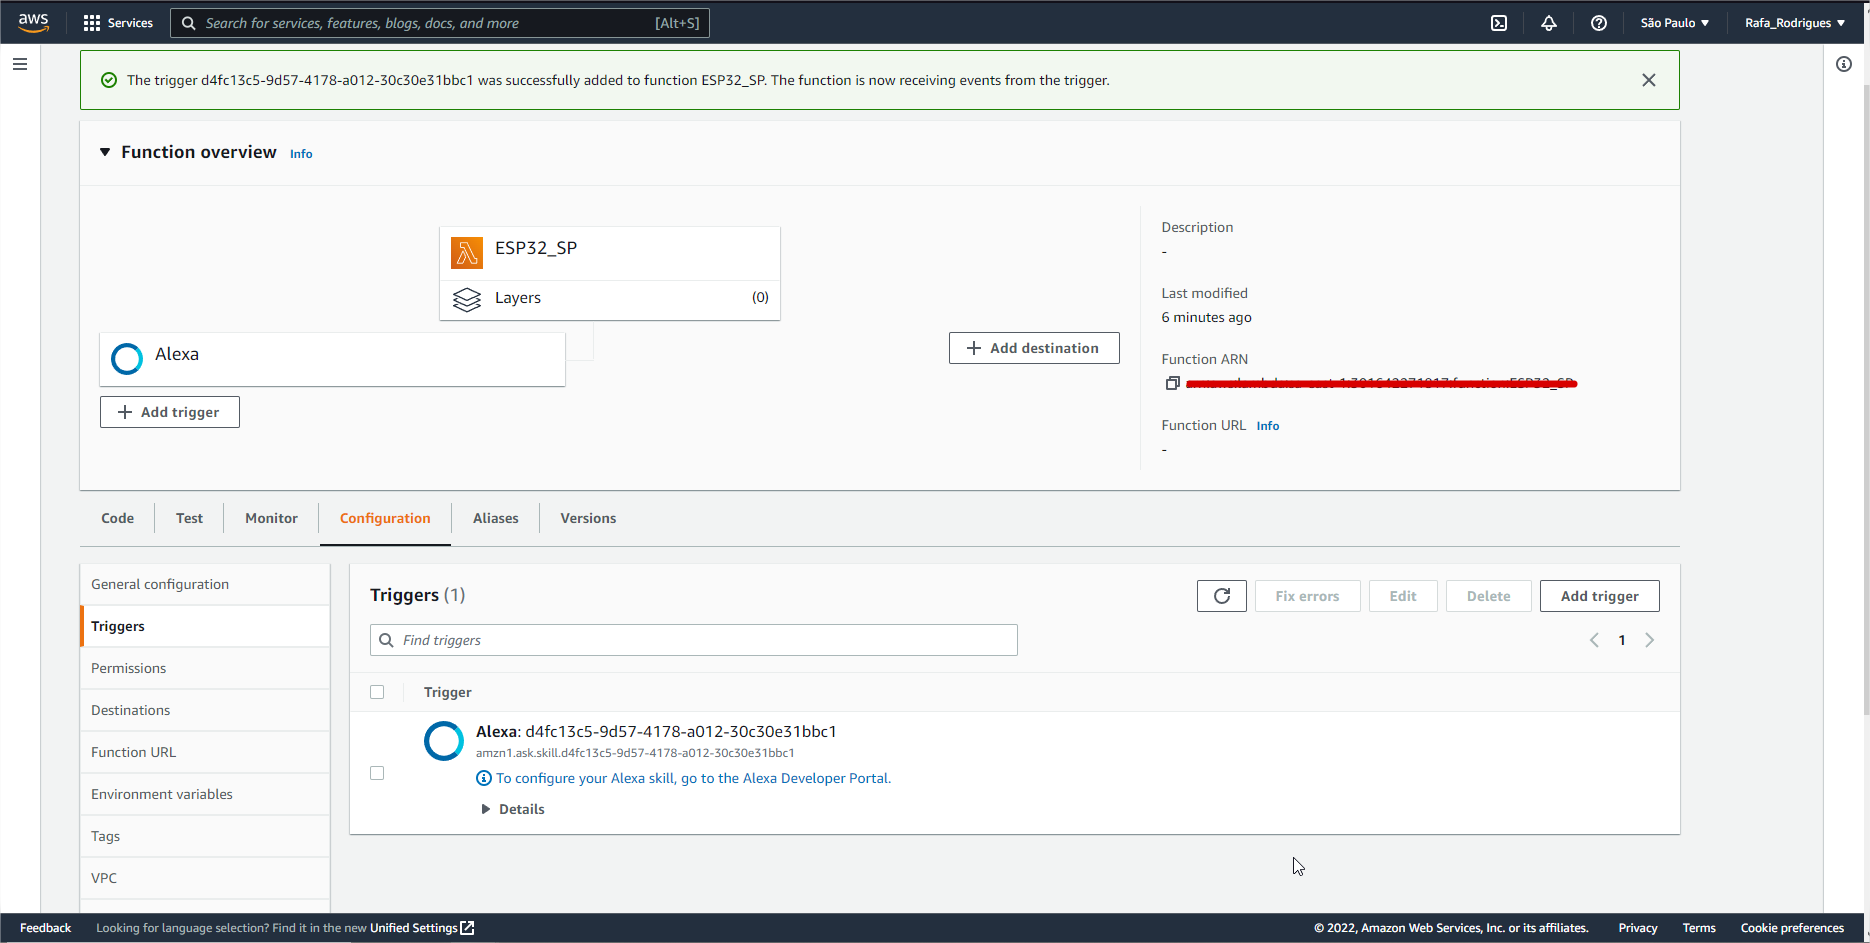 aws
Services
Search for services, features, blogs, docs, and more
[Alt+S]
São Paulo
Rafa_Rodrigues
The trigger d4fc13c5-9d57-4178-a012-30c30e31bbc1 was successfully added to function ESP32_SP. The function is now receiving events from the trigger.
Function overview Info
ESP32_SP
Layers (0)
Alexa
Add trigger
Add destination
Description
-
Last modified
6 minutes ago
Function ARN
Function URL Info
-
Code
Test
Monitor
Configuration
Aliases
Versions
General configuration
Triggers
Permissions
Destinations
Function URL
Environment variables
Tags
VPC
Triggers (1)
Fix errors
Edit
Delete
Add trigger
Find triggers
1
Trigger
Alexa: d4fc13c5-9d57-4178-a012-30c30e31bbc1
amzn1.ask.skill.d4fc13c5-9d57-4178-a012-30c30e31bbc1
To configure your Alexa skill, go to the Alexa Developer Portal.
Details
Feedback
Looking for language selection? Find it in the new Unified Settings
© 2022, Amazon Web Services, Inc. or its affiliates.
Privacy
Terms
Cookie preferences